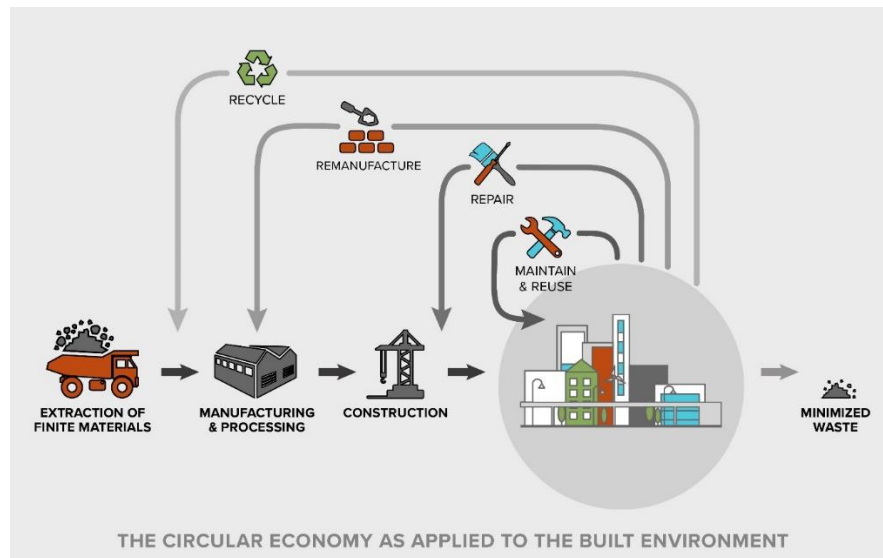 RECYCLE
REMANUFACTURE
REPAIR
MAINTAIN
& REUSE
EXTRACTION OF
FINITE MATERIALS
MANUFACTURING
& PROCESSING
CONSTRUCTION
MINIMIZED
WASTE
THE CIRCULAR ECONOMY AS APPLIED TO THE BUILT ENVIRONMENT